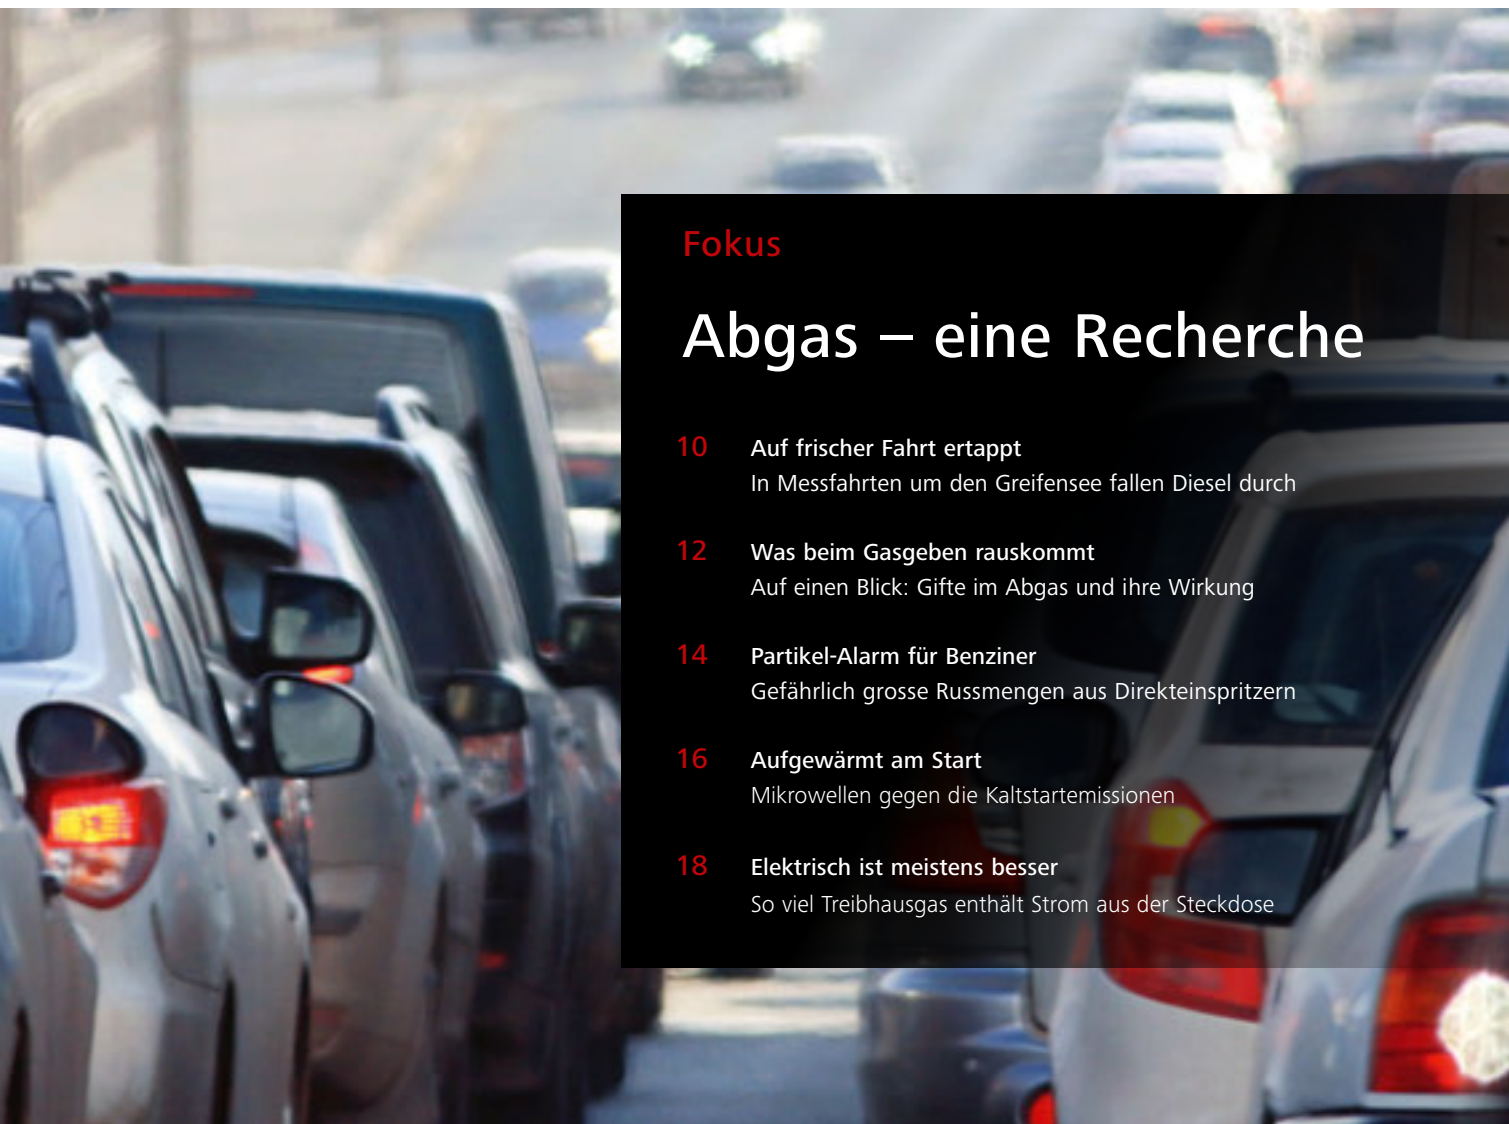 Fokus
Abgas – eine Recherche
10 Auf frischer Fahrt ertappt
In Messfahrten um den Greifensee fallen Diesel durch
12 Was beim Gasgeben rauskommt
Auf einen Blick: Gifte im Abgas und ihre Wirkung
14 Partikel-Alarm für Benziner
Gefährlich grosse Russmengen aus Direkteinspritzern
16 Aufgewärmt am Start
Mikrowellen gegen die Kaltstartemissionen
18 Elektrisch ist meistens besser
So viel Treibhausgas enthält Strom aus der Steckdose